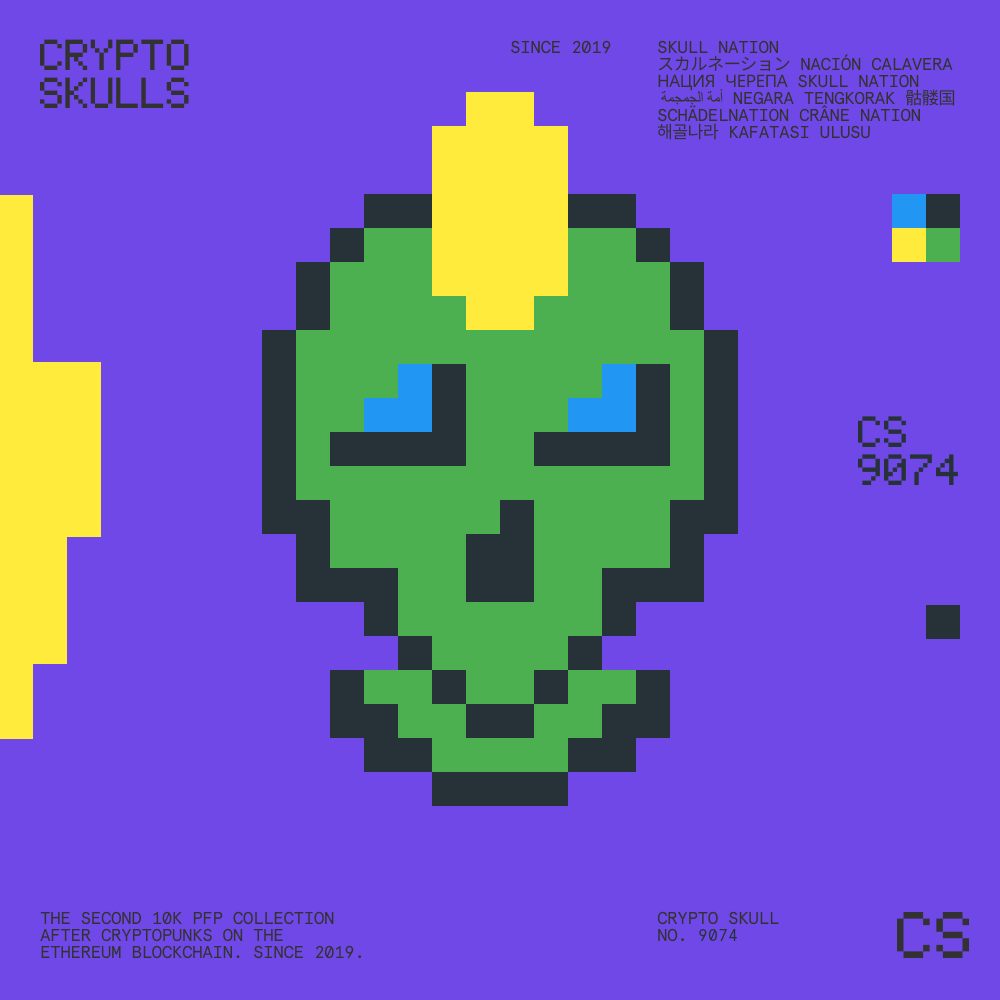 CRYPTO
SKULLS
SINCE 2019
SKULL NATION
スカルネーション NACIÓN CALAVERA
НАЦИЯ ЧЕРЕПА SKULL NATION
أمة الجمجمة NEGARA TENGKORAK 骷髅国
SCHÄDELNATION CRÂNE NATION
해골나라 KAFATASI ULUSU
CS
9074
THE SECOND 10K PFP COLLECTION
AFTER CRYPTOPUNKS ON THE
ETHEREUM BLOCKCHAIN. SINCE 2019.
CRYPTO SKULL
NO. 9074
CS